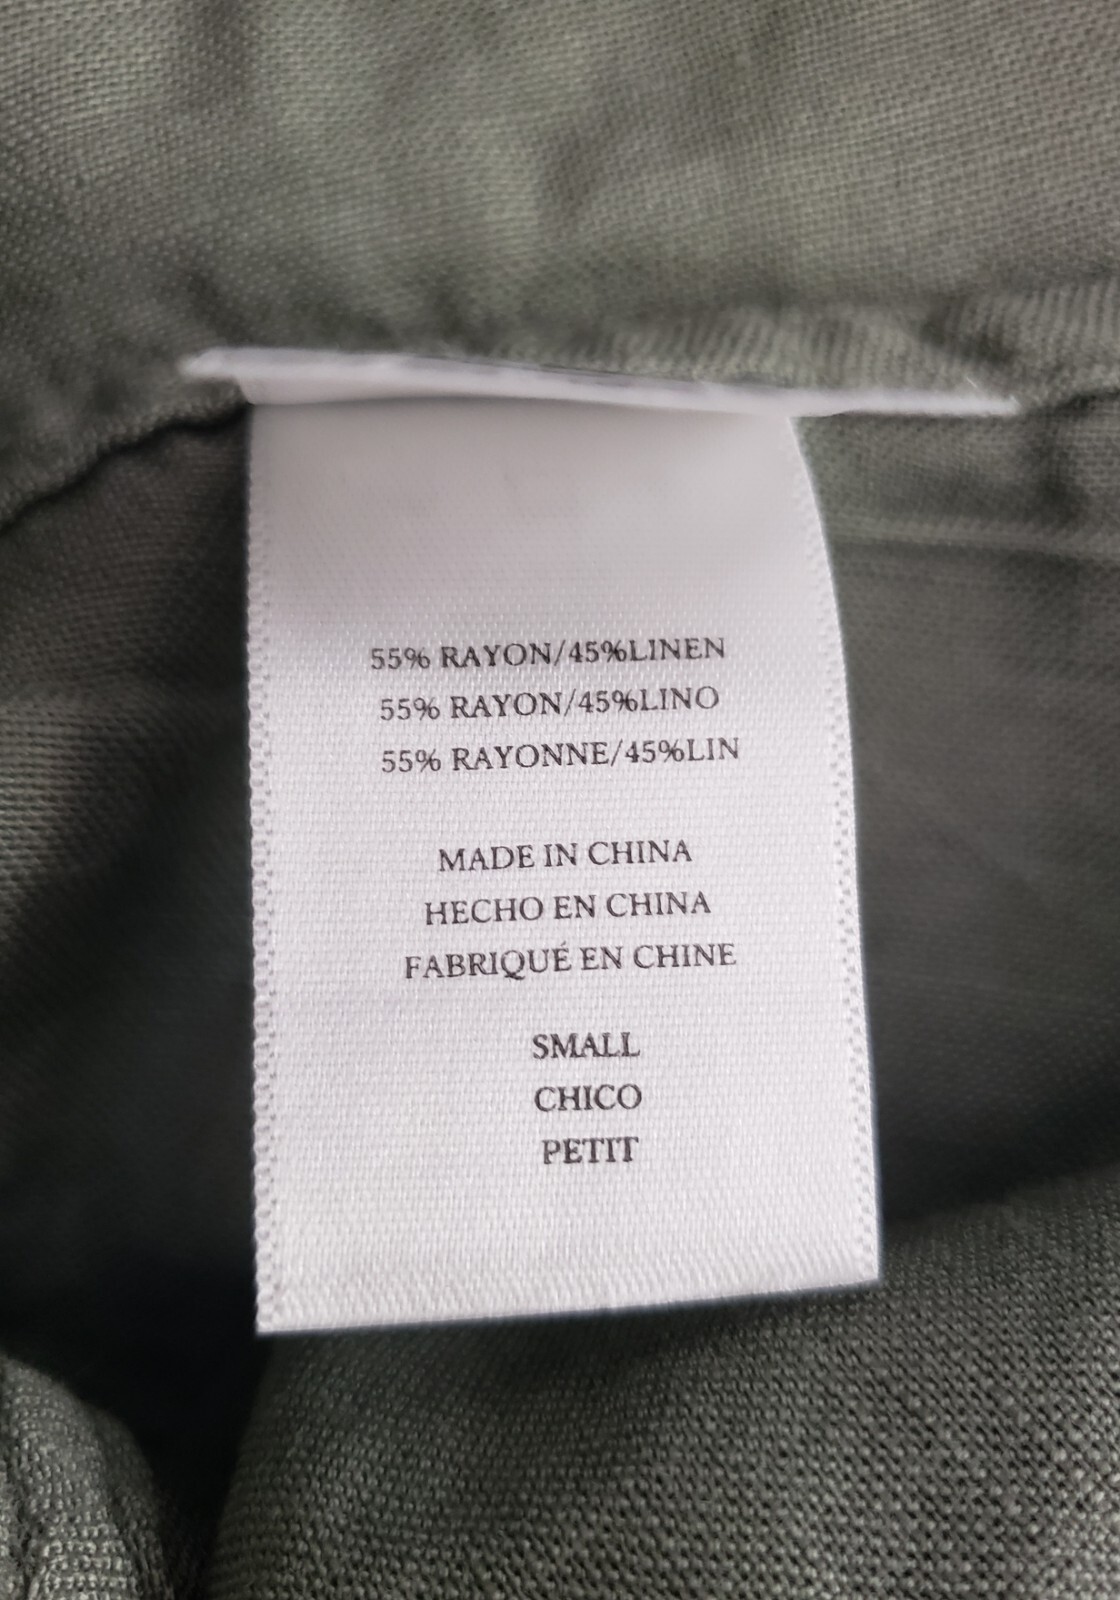 55% RAYON/45%LINEN
55% RAYON/45%LINO
55% RAYONNE/45%LIN
MADE IN CHINA
HECHO EN CHINA
FABRIQUÉ EN CHINE
SMALL
CHICO
PETIT